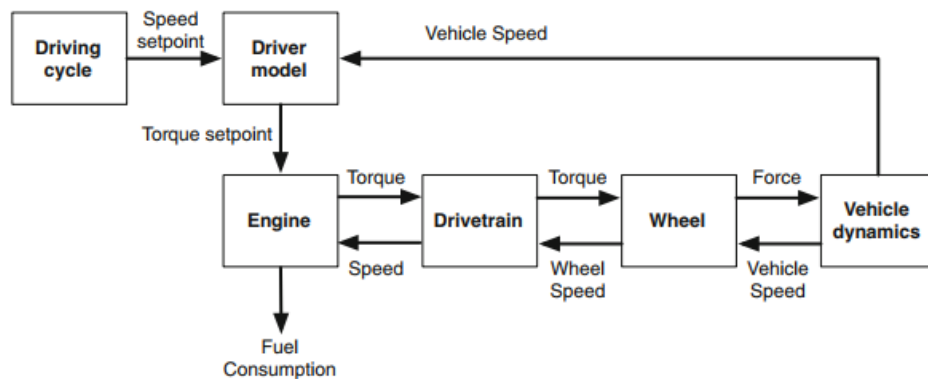 Driving
cycle
Speed
setpoint
Driver
model
Vehicle Speed
Torque setpoint
Engine
Torque
Speed
Drivetrain
Torque
Wheel
Speed
Wheel
Force
Vehicle
Speed
Vehicle
dynamics
Fuel
Consumption